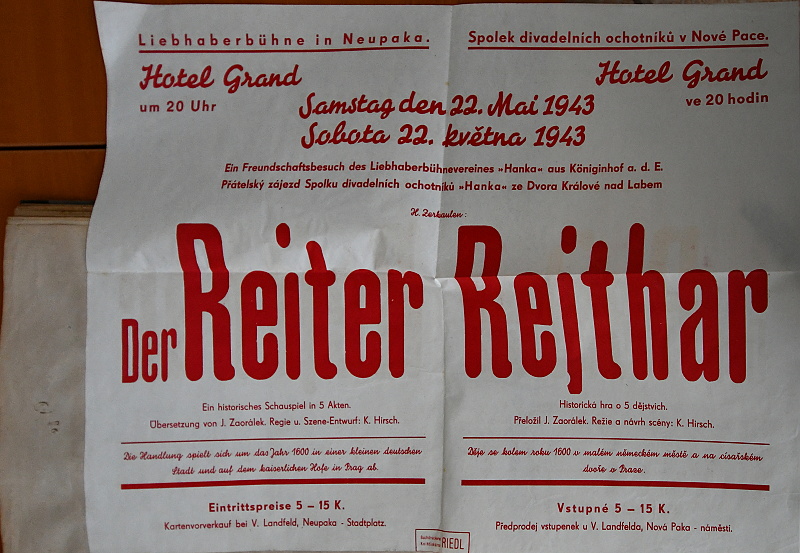 Liebhaberbühne in Neupaka.
Hotel Grand
um 20 Uhr
Spolek divadelních ochotníků v Nové Pace.
Hotel Grand
ve 20 hodin
Samstag den 22. Mai 1943
Sobota 22. května 1943
Ein Freundschaftsbesuch des Liebhaberbühnevereines »Hanka« aus Königinhof a. d. E.
Přátelský zájezd Spolku divadelních ochotníků »Hanka« ze Dvora Králové nad Labem
H. Zerkaulen:
Der Reiter
Ein historisches Schauspiel in 5 Akten.
Übersetzung von J. Zaorálek. Regie u. Szene-Entwurf: K. Hirsch.
Die Handlung spielt sich um das Jahr 1600 in einer kleinen deutschen
Stadt und auf dem kaiserlichen Hofe in Prag ab.
Eintrittspreise 5 – 15 K.
Kartenvorverkauf bei V. Landfeld, Neupaka - Stadtplatz.
Rejthar
Historická hra o 5 dějstvích.
Přeložil J. Zaorálek. Režie a návrh scény: K. Hirsch.
Děje se kolem roku 1600 v malém německém městě a na císařském
dvoře v Praze.
Vstupné 5 – 15 K.
Předprodej vstupenek u V. Landfelda, Nová Paka - náměstí.
RIEDL